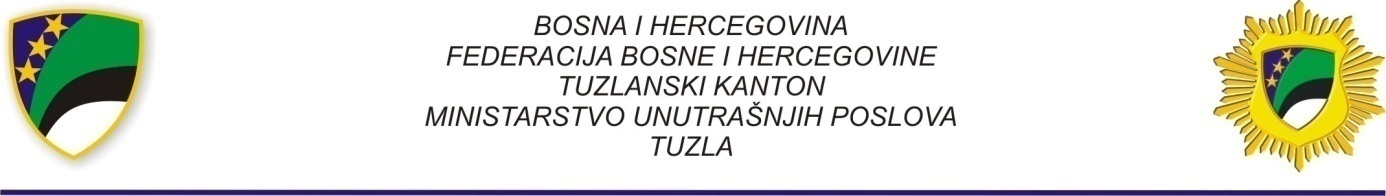 BOSNA I HERCEGOVINA
FEDERACIJA BOSNE I HERCEGOVINE
TUZLANSKI KANTON
MINISTARSTVO UNUTRAŠNJIH POSLOVA
TUZLA